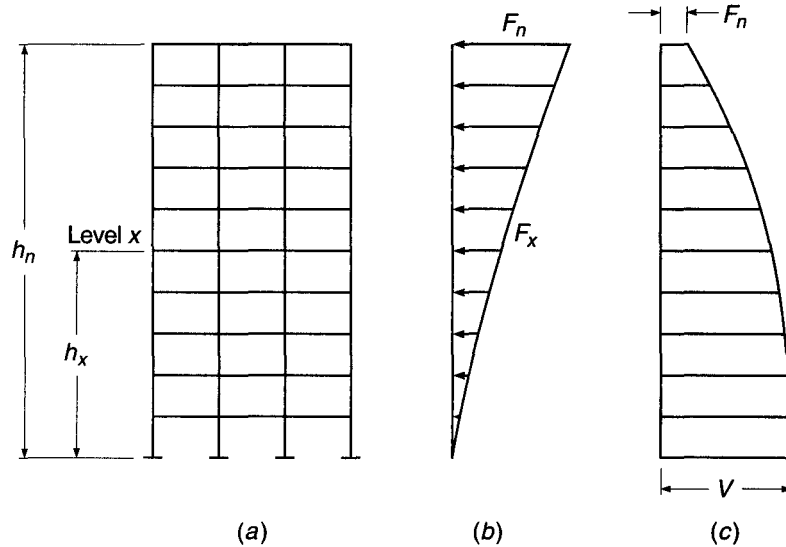 F_n
F_n
Level x
h_n
F_x
h_x
V
(a)
(b)
(c)